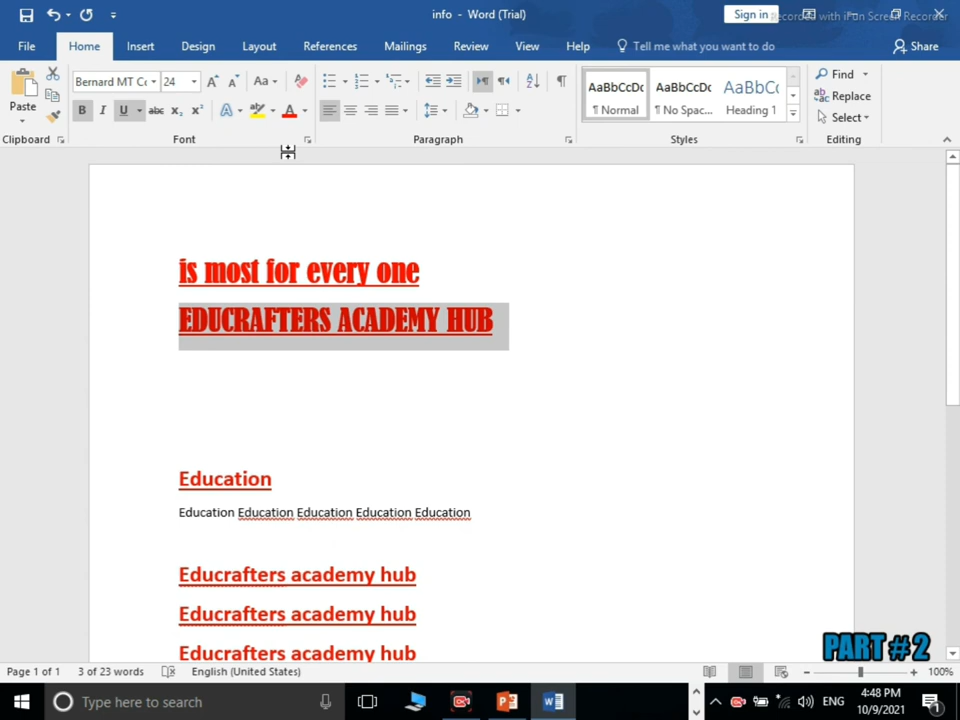 info - Word (Trial)
Sign in
Recorded with iFun Screen Recorder
File Home Insert Design Layout References Mailings Review View Help Tell me what you want to do Share
Paste
Bernard MT Co 24 Aa
B I U abc X₂ X² A A
AaBbCcDc AaBbCcDc AaBbCc
¶ Normal ¶ No Spac... Heading 1
Find
Replace
Select
Clipboard Font Paragraph Styles Editing
is most for every one
EDUCRAFTERS ACADEMY HUB
Education
Education Education Education Education Education
Educrafters academy hub
Educrafters academy hub
Educrafters academy hub
PART # 2
Page 1 of 1 3 of 23 words English (United States) 100%
Type here to search
ENG
4:48 PM
10/9/2021
1